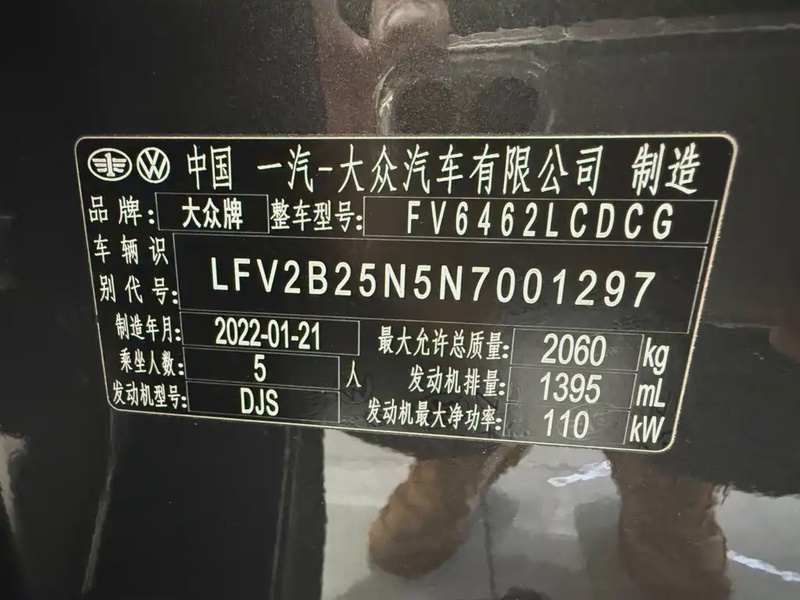 中国 一汽-大众汽车有限公司 制造
品牌: 大众牌 整车型号: FV6462LCDCG
车辆识别代号: LFV2B25N5N7001297
制造年月: 2022-01-21 最大允许总质量: 2060 kg
乘坐人数: 5 人 发动机排量: 1395 mL
发动机型号: DJS 发动机最大净功率: 110 kW